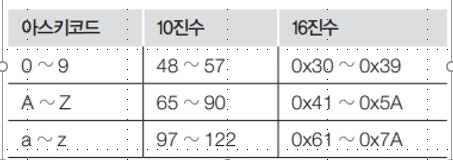 아스키코드 10진수 16진수
0 ~ 9 48 ~ 57 0x30 ~ 0x39
A ~ Z 65 ~ 90 0x41 ~ 0x5A
a ~ z 97 ~ 122 0x61 ~ 0x7A